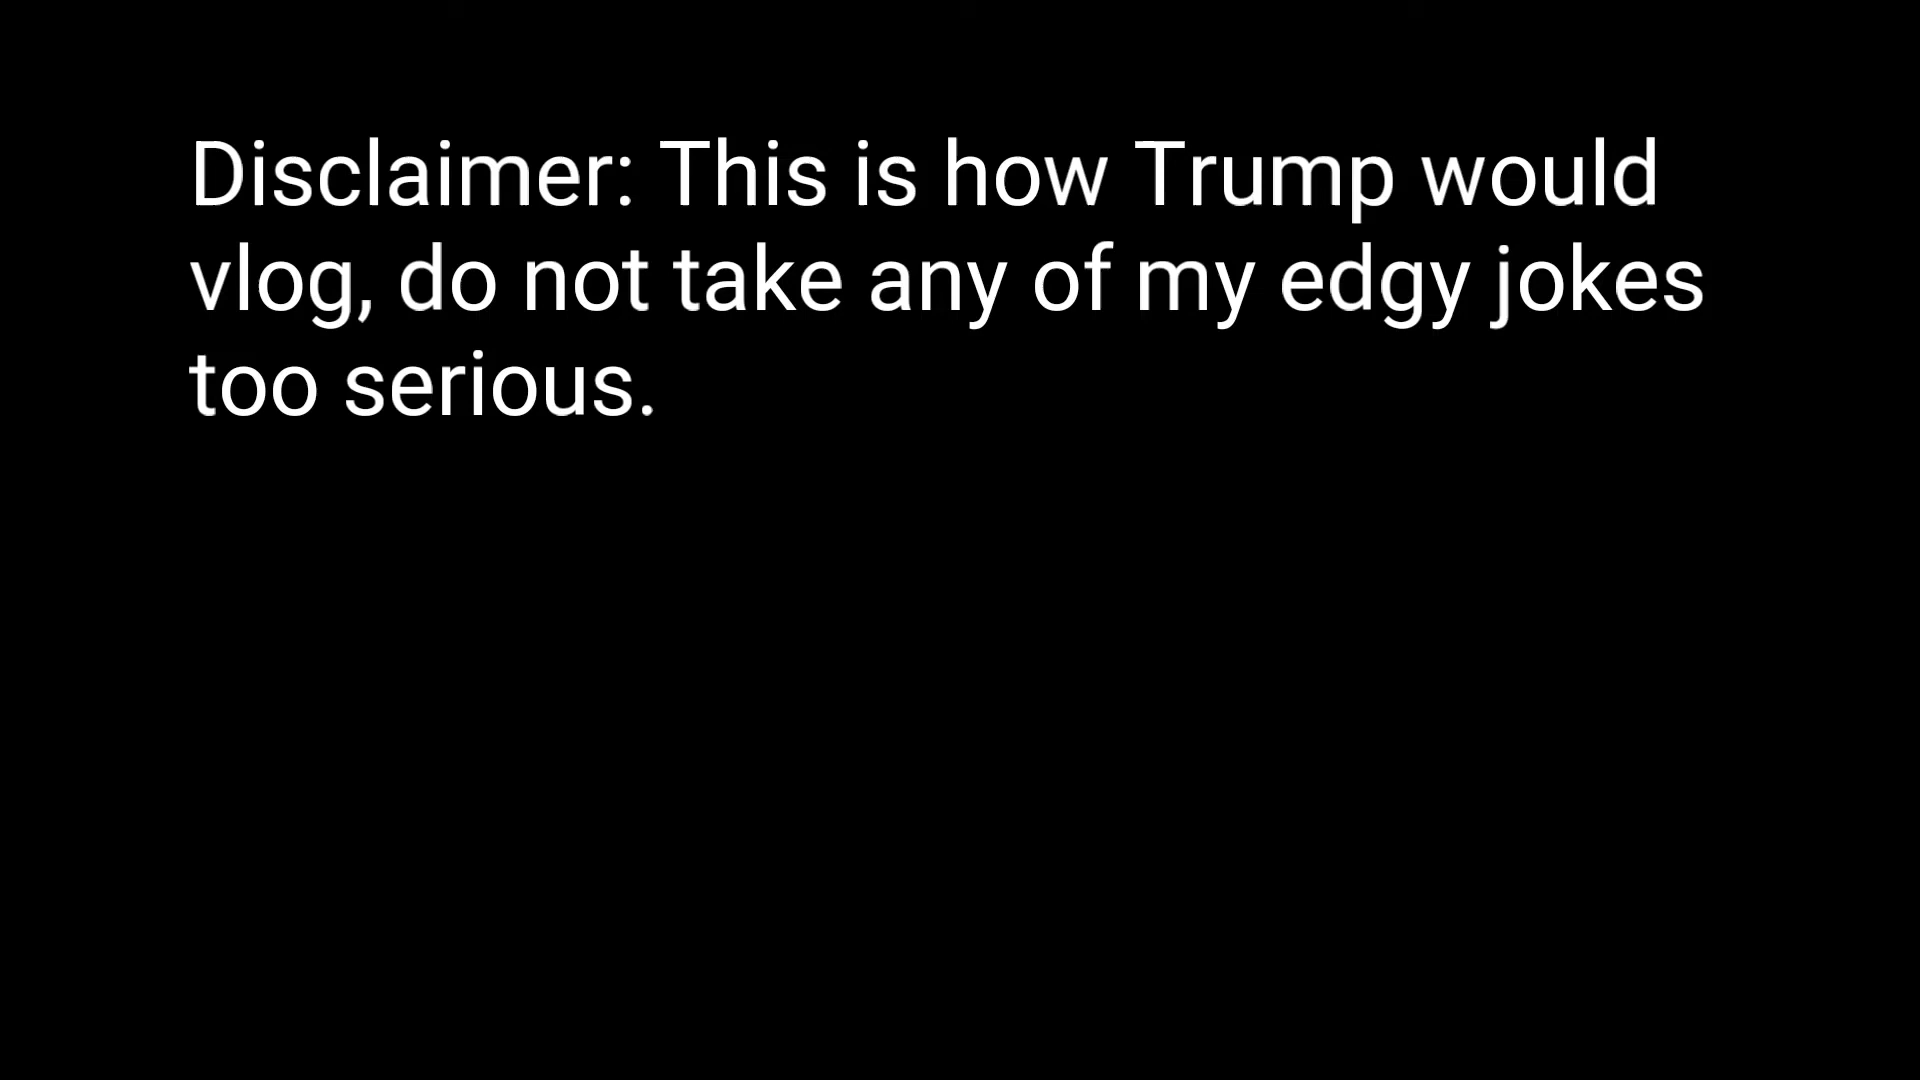 Disclaimer: This is how Trump would
vlog, do not take any of my edgy jokes
too serious.